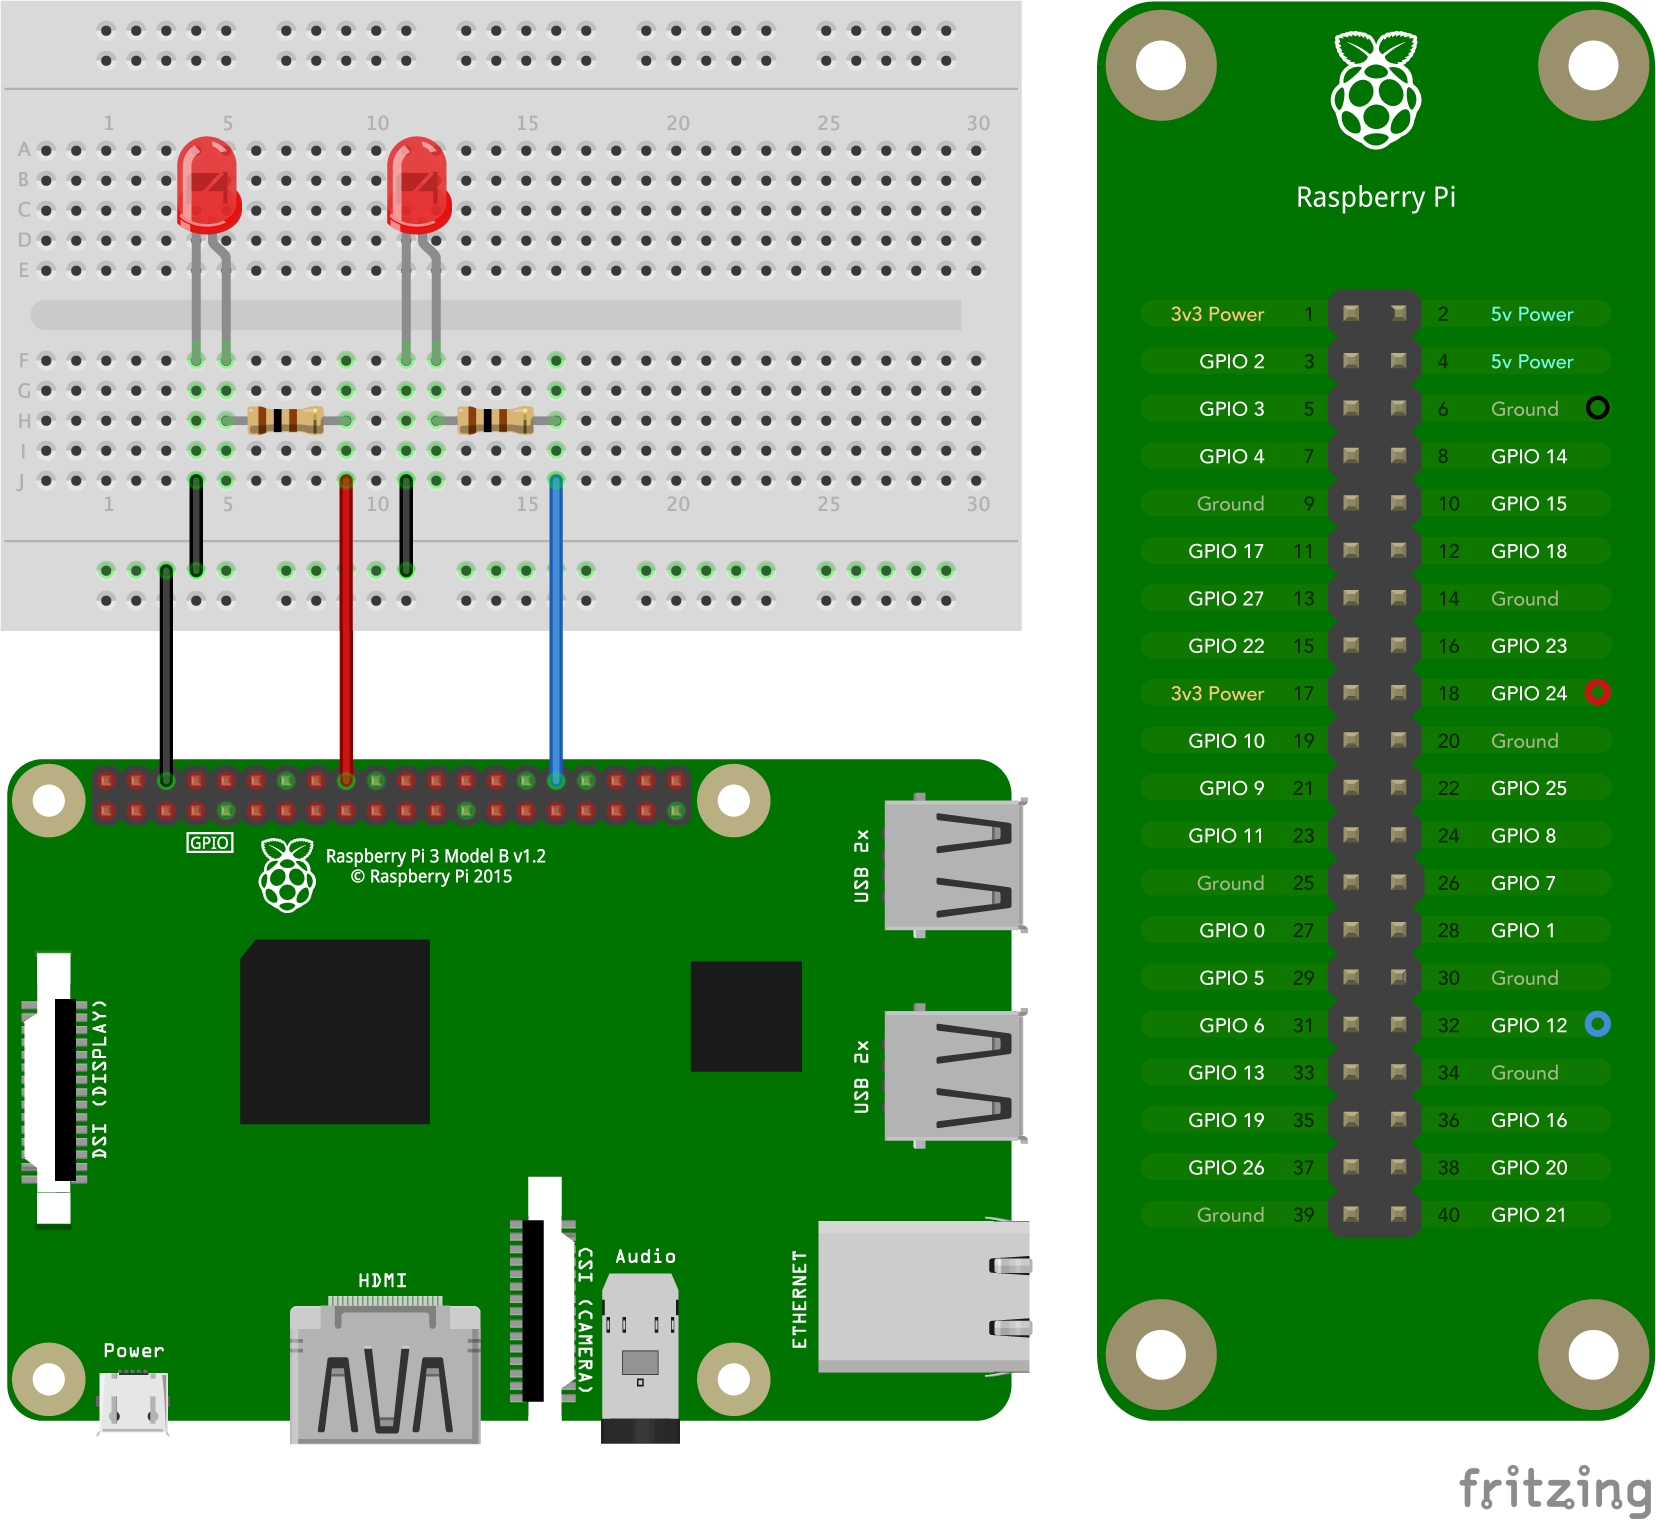 1 5 10 15 20 25 30
A
B
C
D
E
F
G
H
I
J
1 5 10 15 20 25 30
GPIO
Raspberry Pi 3 Model B v1.2
© Raspberry Pi 2015
USB 2x
USB 2x
DSI (DISPLAY)
HDMI
Power
CSI (CAMERA)
Audio
ETHERNET
Raspberry Pi
3v3 Power 1 2 5v Power
GPIO 2 3 4 5v Power
GPIO 3 5 6 Ground
GPIO 4 7 8 GPIO 14
Ground 9 10 GPIO 15
GPIO 17 11 12 GPIO 18
GPIO 27 13 14 Ground
GPIO 22 15 16 GPIO 23
3v3 Power 17 18 GPIO 24
GPIO 10 19 20 Ground
GPIO 9 21 22 GPIO 25
GPIO 11 23 24 GPIO 8
Ground 25 26 GPIO 7
GPIO 0 27 28 GPIO 1
GPIO 5 29 30 Ground
GPIO 6 31 32 GPIO 12
GPIO 13 33 34 Ground
GPIO 19 35 36 GPIO 16
GPIO 26 37 38 GPIO 20
Ground 39 40 GPIO 21
fritzing